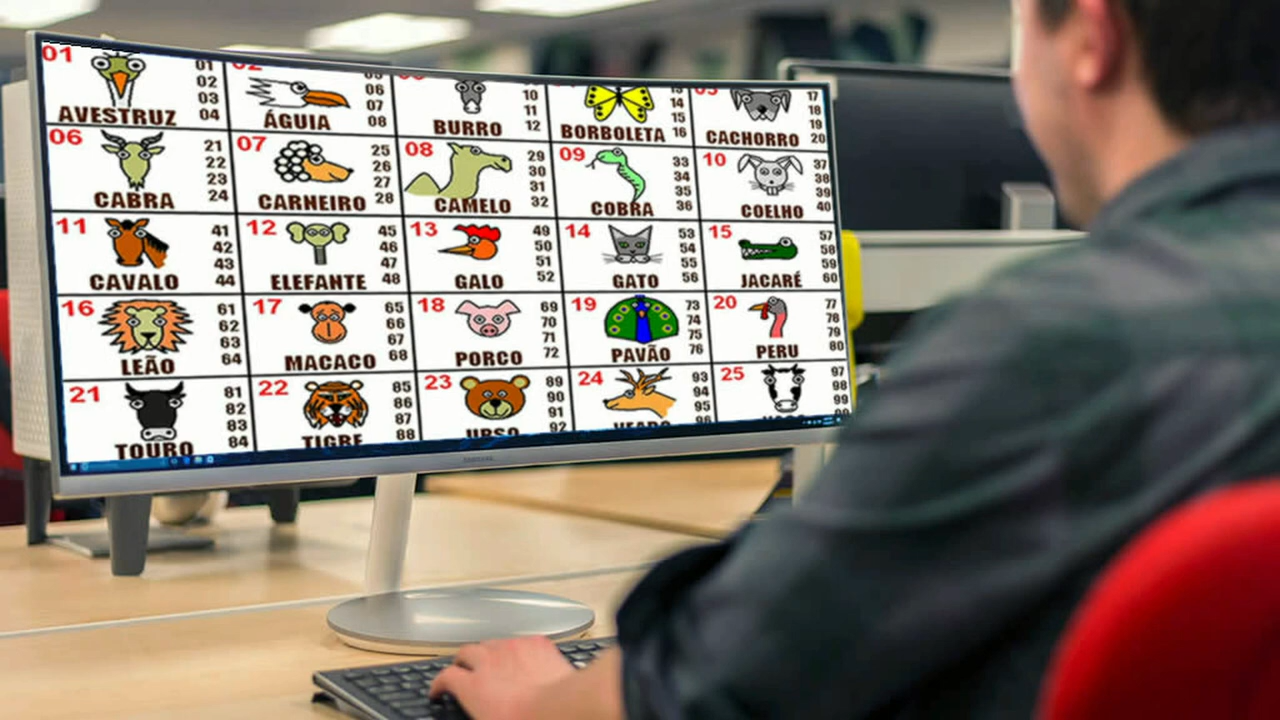 01 AVESTRUZ 01 02 03 04
02 ÁGUIA 05 06 07 08
BURRO 10 11 12
BORBOLETA 14 15 16
05 CACHORRO 17 18 19 20
06 CABRA 21 22 23 24
07 CARNEIRO 25 26 27 28
08 CAMELO 29 30 31 32
09 COBRA 33 34 35 36
10 COELHO 37 38 39 40
11 CAVALO 41 42 43 44
12 ELEFANTE 45 46 47 48
13 GALO 49 50 51 52
14 GATO 53 54 55 56
15 JACARÉ 57 58 59 60
16 LEÃO 61 62 63 64
17 MACACO 65 66 67 68
18 PORCO 69 70 71 72
19 PAVÃO 73 74 75 76
20 PERU 77 78 79 80
21 TOURO 81 82 83 84
22 TIGRE 85 86 87 88
23 URSO 89 90 91 92
24 VEADO 93 94 95 96
25 97 98 99
SAMSUNG